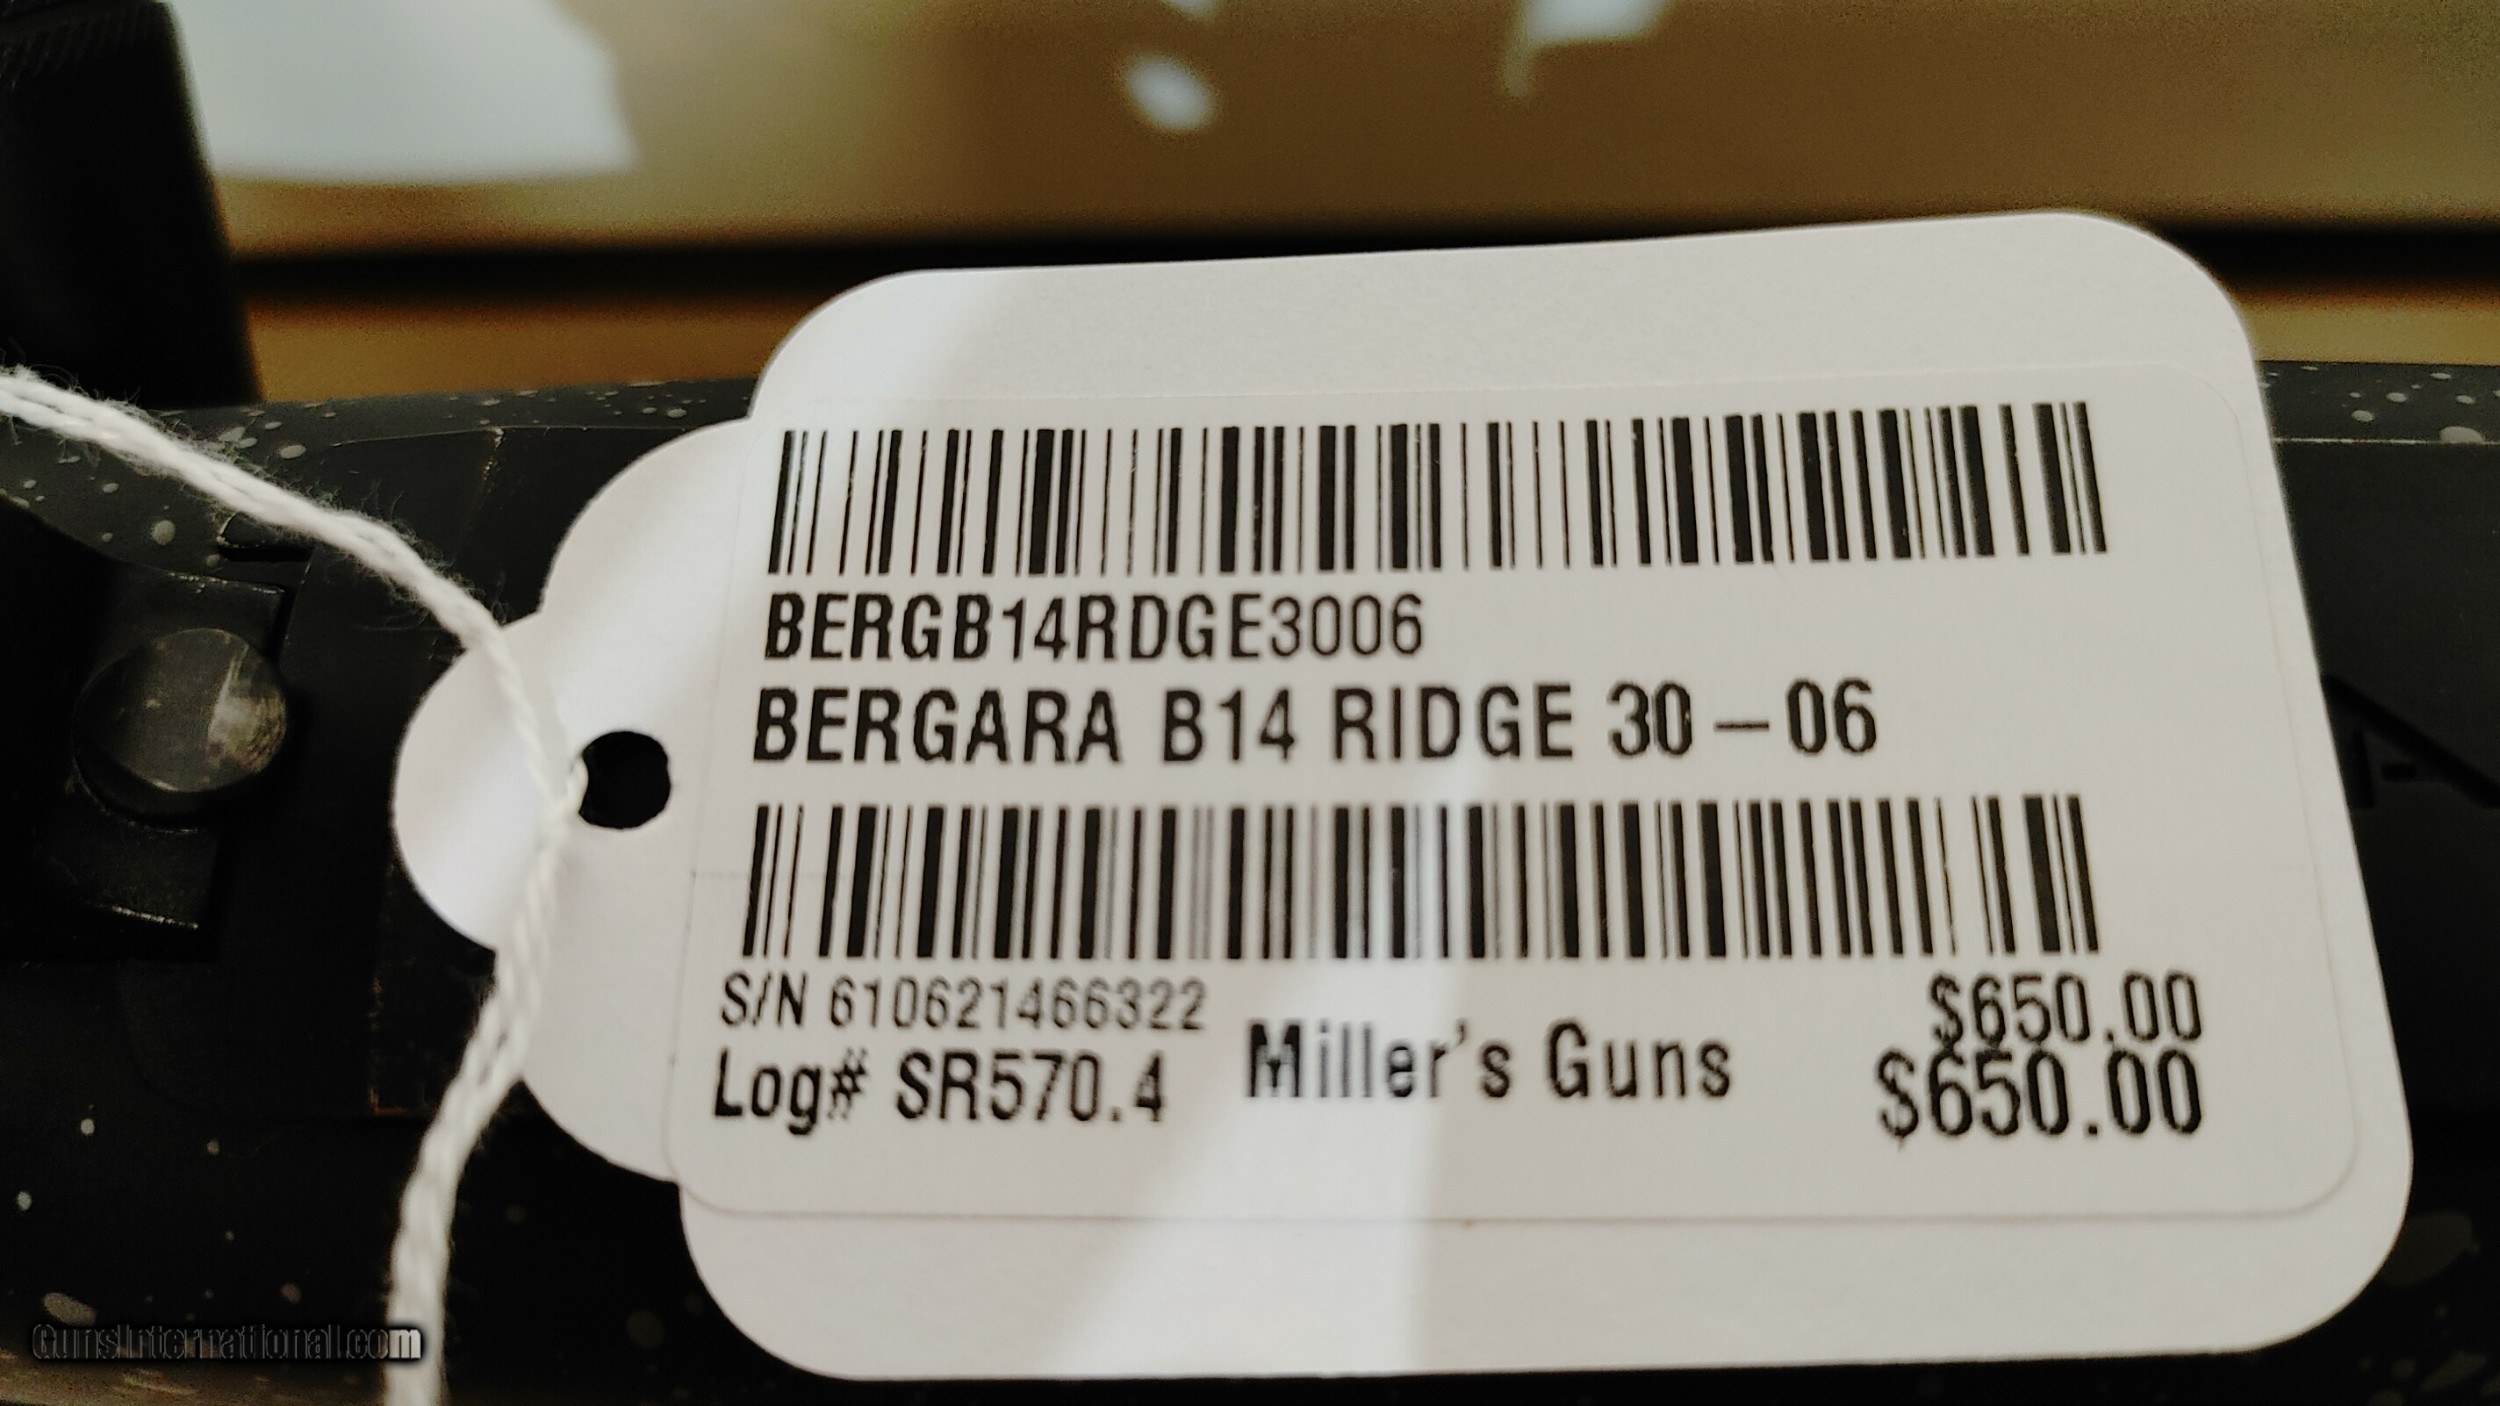 BERGB14RDGE3006
BERGARA B14 RIDGE 30-06
S/N 610621466322
$650.00
Log# SR570.4
Miller's Guns
$650.00
GunsInternational.com